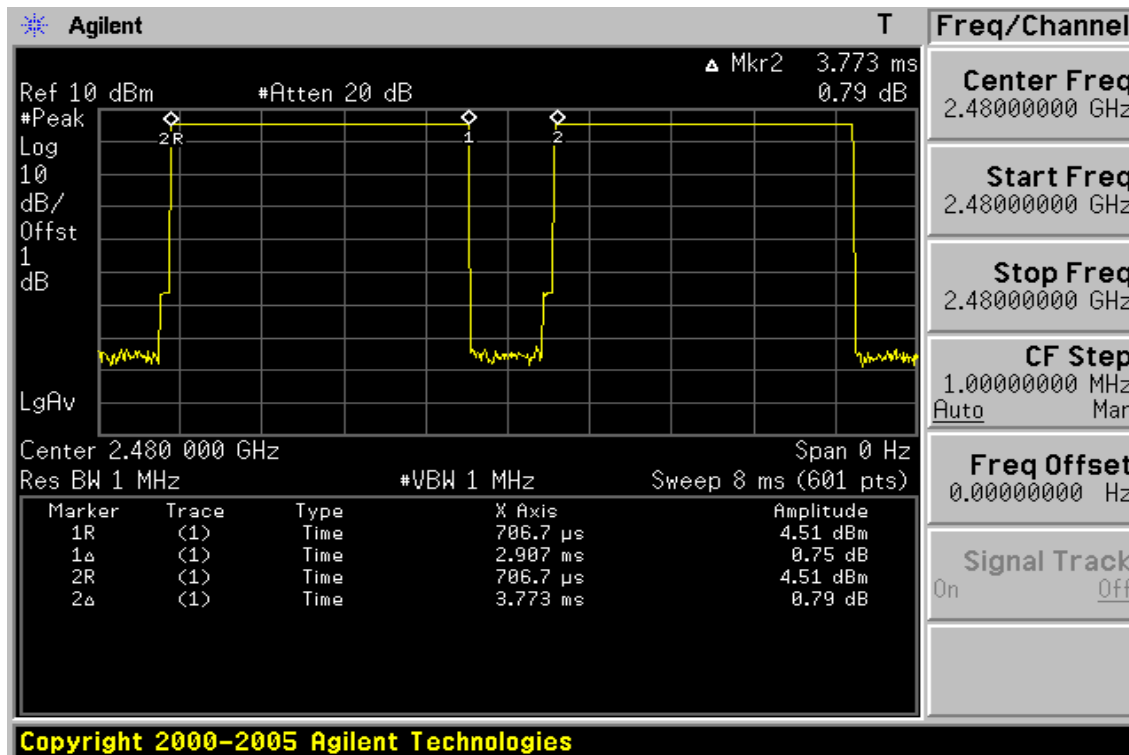 Agilent T
Freq/Channel
▵ Mkr2 3.773 ms
Ref 10 dBm #Atten 20 dB 0.79 dB
#Peak
Log
10
dB/
Offst
1
dB
LgAv
2R
1
2
Center 2.480 000 GHz Span 0 Hz
Res BW 1 MHz #VBW 1 MHz Sweep 8 ms (601 pts)
Marker Trace Type X Axis Amplitude
1R (1) Time 706.7 µs 4.51 dBm
1▵ (1) Time 2.907 ms 0.75 dB
2R (1) Time 706.7 µs 4.51 dBm
2▵ (1) Time 3.773 ms 0.79 dB
Center Freq
2.48000000 GHz
Start Freq
2.48000000 GHz
Stop Freq
2.48000000 GHz
CF Step
1.00000000 MHz
Auto Man
Freq Offset
0.00000000 Hz
Signal Track
On Off
Copyright 2000-2005 Agilent Technologies